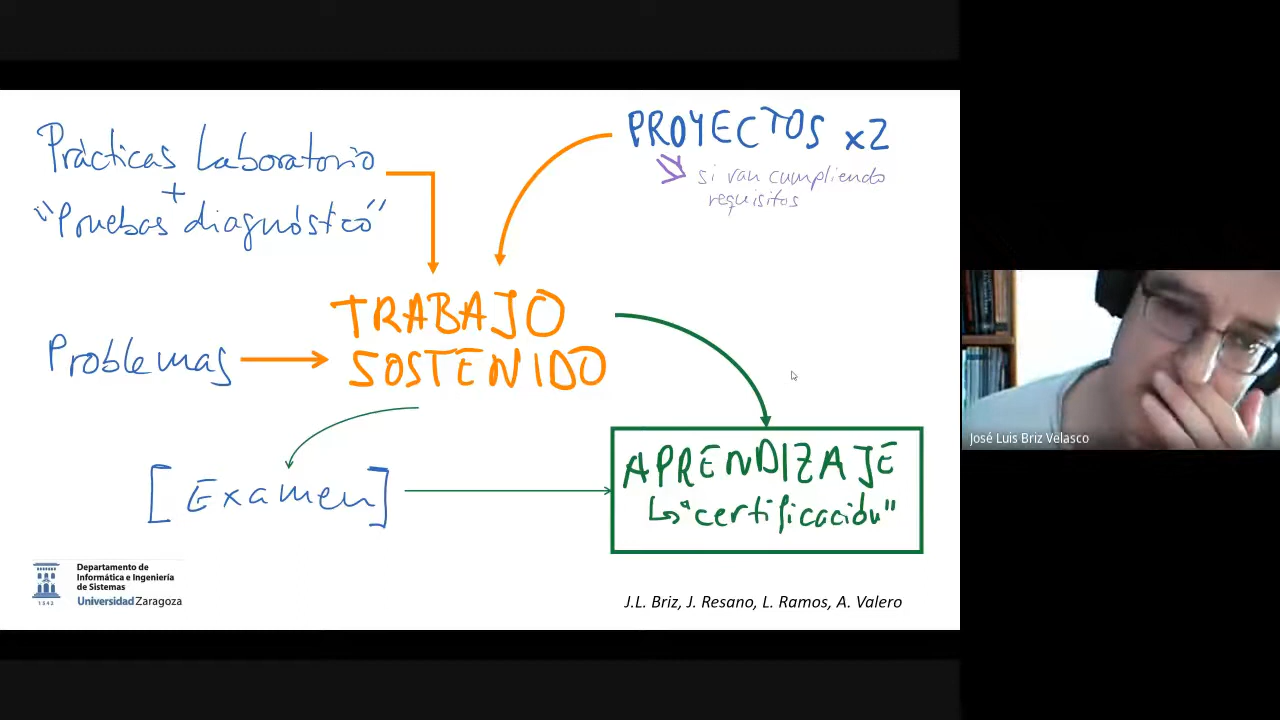 Prácticas Laboratorio
+
"Pruebas diagnóstico"
PROYECTOS x2
si van cumpliendo
requisitos
TRABAJO
SOSTENIDO
Problemas
[Examen]
APRENDIZAJE
↳"certificación"
José Luis Briz Velasco
Departamento de
Informática e Ingeniería
de Sistemas
Universidad Zaragoza
1542
J.L. Briz, J. Resano, L. Ramos, A. Valero